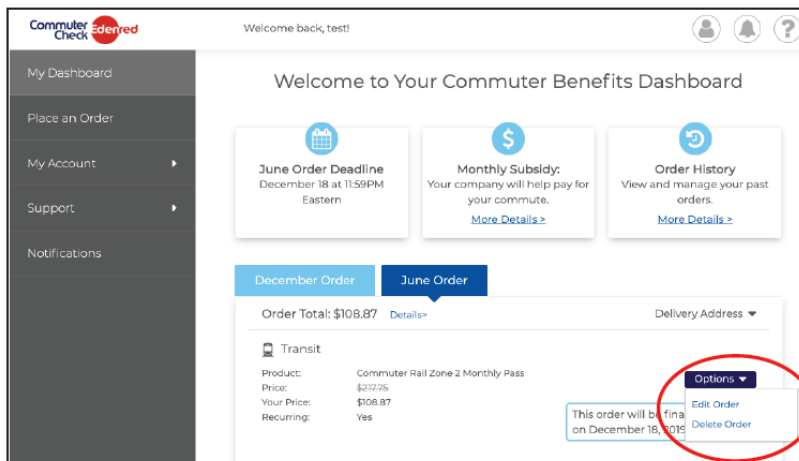 Commuter
Check Edenred
Welcome back, test!
?
My Dashboard
Place an Order
My Account
Support
Notifications
Welcome to Your Commuter Benefits Dashboard
June Order Deadline
December 18 at 11:59PM
Eastern
$
Monthly Subsidy:
Your company will help pay for
your commute.
More Details >
Order History
View and manage your past
orders.
More Details >
December Order
June Order
Order Total: $108.87 Details>
Delivery Address
Transit
Product: Commuter Rail Zone 2 Monthly Pass
Price: $217.75
Your Price: $108.87
Recurring: Yes
Options
Edit Order
Delete Order
This order will be fina
on December 18, 2019